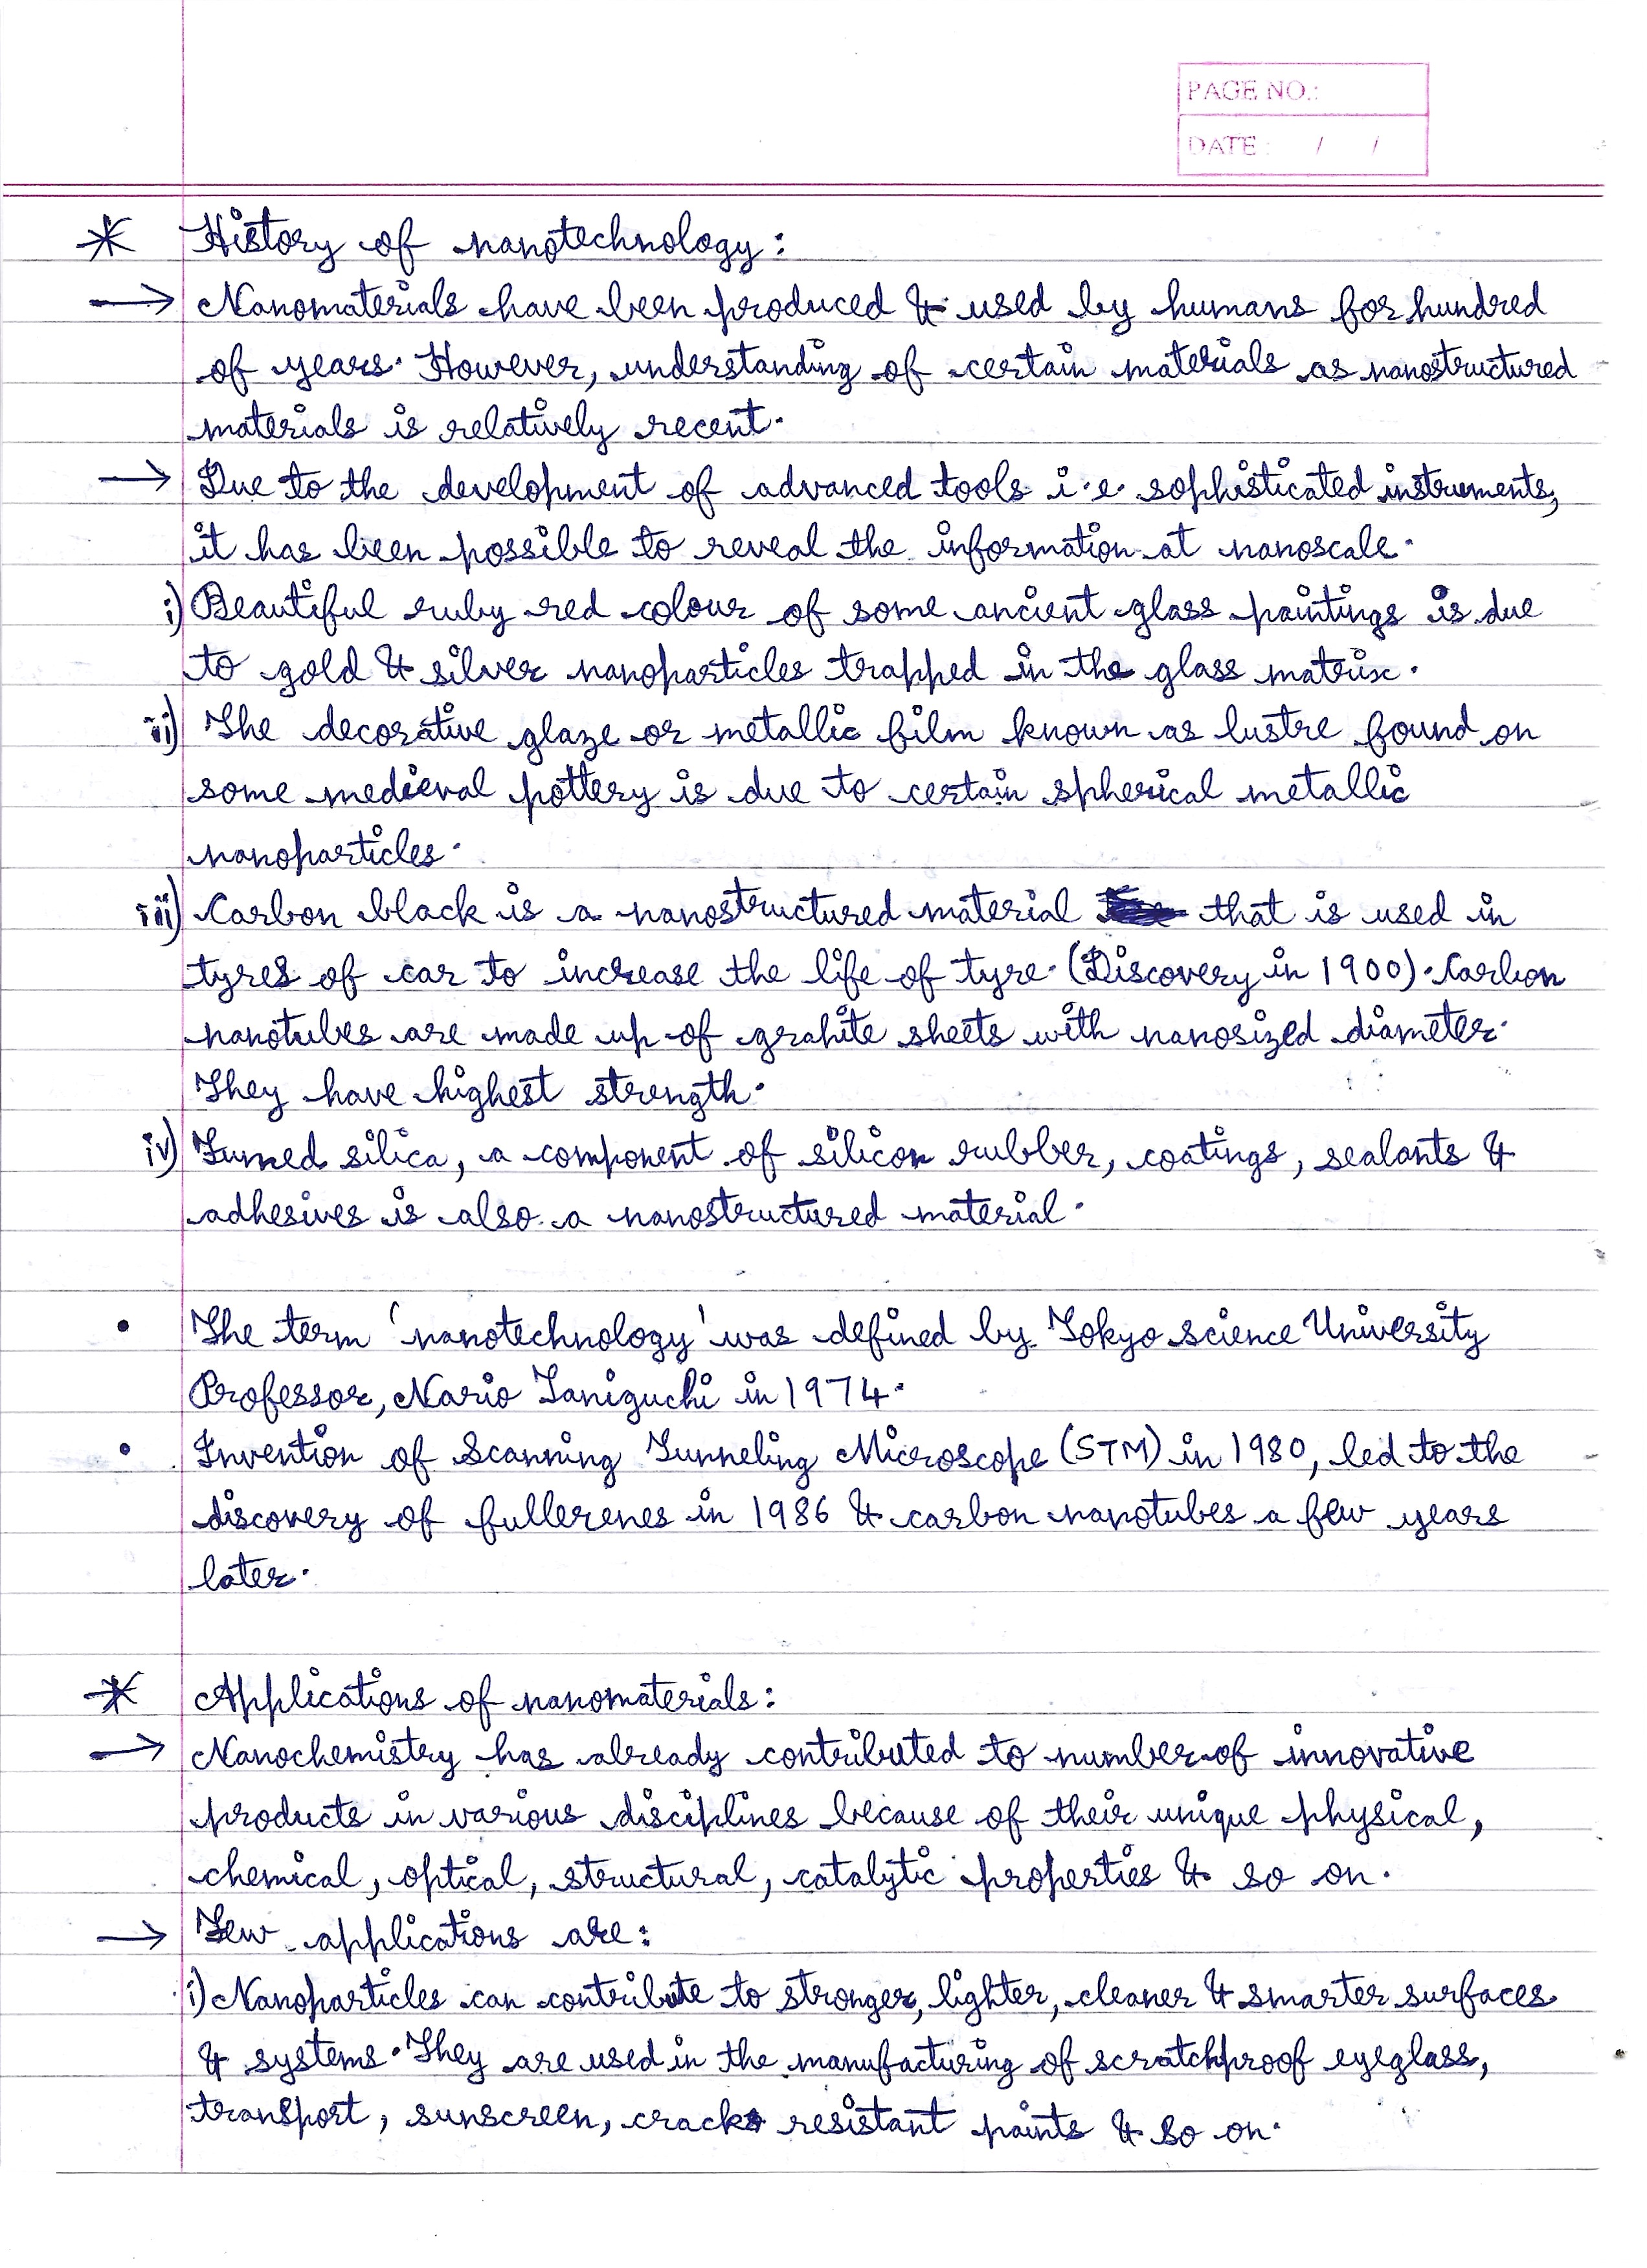 PAGE NO.:
DATE : / /
* History of nanotechnology:
→ Nanomaterials have been produced & used by humans for hundred
of years. However, understanding of certain materials as nanostructured
materials is relatively recent.
→ Due to the development of advanced tools i.e. sophisticated instruments,
it has been possible to reveal the information at nanoscale.
i) Beautiful ruby red colour of some ancient glass paintings is due
to gold & silver nanoparticles trapped in the glass matrix.
ii) The decorative glaze or metallic film known as lustre found on
some medieval pottery is due to certain spherical metallic
nanoparticles.
iii) Carbon black is a nanostructured material that is used in
tyres of car to increase the life of tyre. (Discovery in 1900). Carbon
nanotubes are made up of graphite sheets with nanosized diameter.
They have highest strength.
iv) Fumed silica, a component of silicon rubber, coatings, sealants &
adhesives is also a nanostructured material.
• The term 'nanotechnology' was defined by Tokyo science University
Professor, Nario Taniguchi in 1974.
• Invention of Scanning Tunneling Microscope (STM) in 1980, led to the
discovery of fullerenes in 1986 & carbon nanotubes a few years
later.
* Applications of nanomaterials:
→ Nanochemistry has already contributed to number of innovative
products in various disciplines because of their unique physical,
chemical, optical, structural, catalytic properties & so on.
→ Few applications are:
i) Nanoparticles can contribute to stronger, lighter, cleaner & smarter surfaces
& systems. They are used in the manufacturing of scratchproof eyeglass,
transport, sunscreen, crack resistant paints & so on.